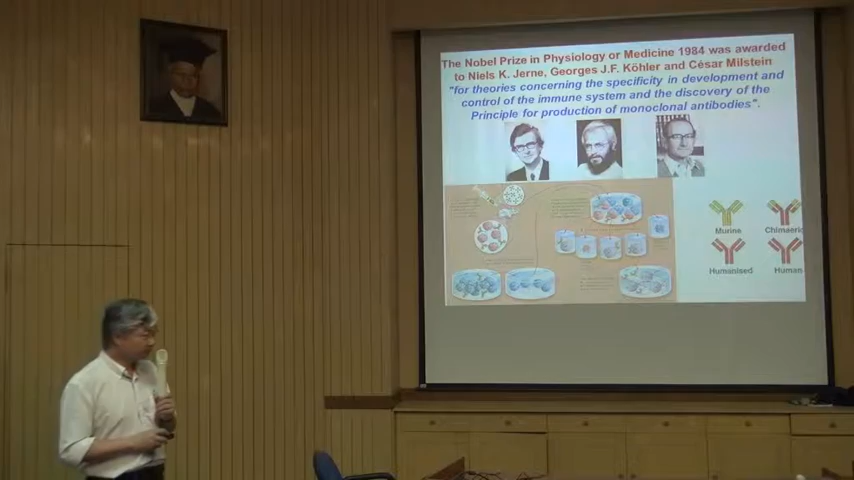 The Nobel Prize in Physiology or Medicine 1984 was awarded
to Niels K. Jerne, Georges J.F. Köhler and César Milstein
"for theories concerning the specificity in development and
control of the immune system and the discovery of the
Principle for production of monoclonal antibodies".
Murine
Chimaeric
Humanised
Human